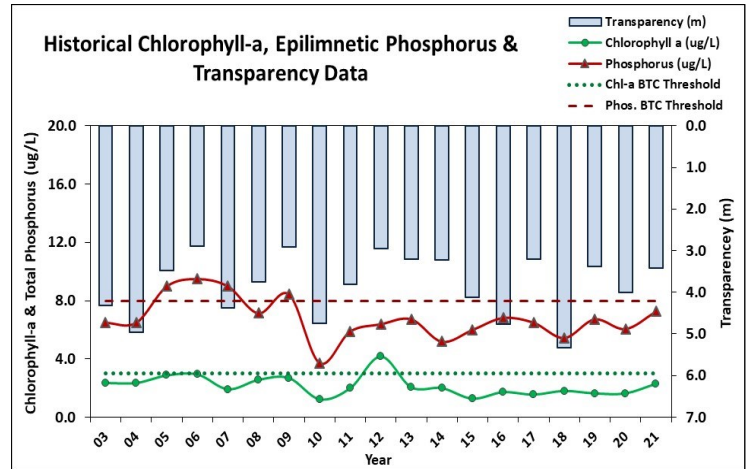 Historical Chlorophyll-a, Epilimnetic Phosphorus &
Transparency Data
Transparency (m)
Chlorophyll a (ug/L)
Phosphorus (ug/L)
Chl-a BTC Threshold
Phos. BTC Threshold
Chlorophyll-a & Total Phosphorus (ug/L)
20.0
16.0
12.0
8.0
4.0
0.0
0.0
1.0
2.0
3.0
4.0
5.0
6.0
7.0
Transparencey (m)
03 04 05 06 07 08 09 10 11 12 13 14 15 16 17 18 19 20 21
Year